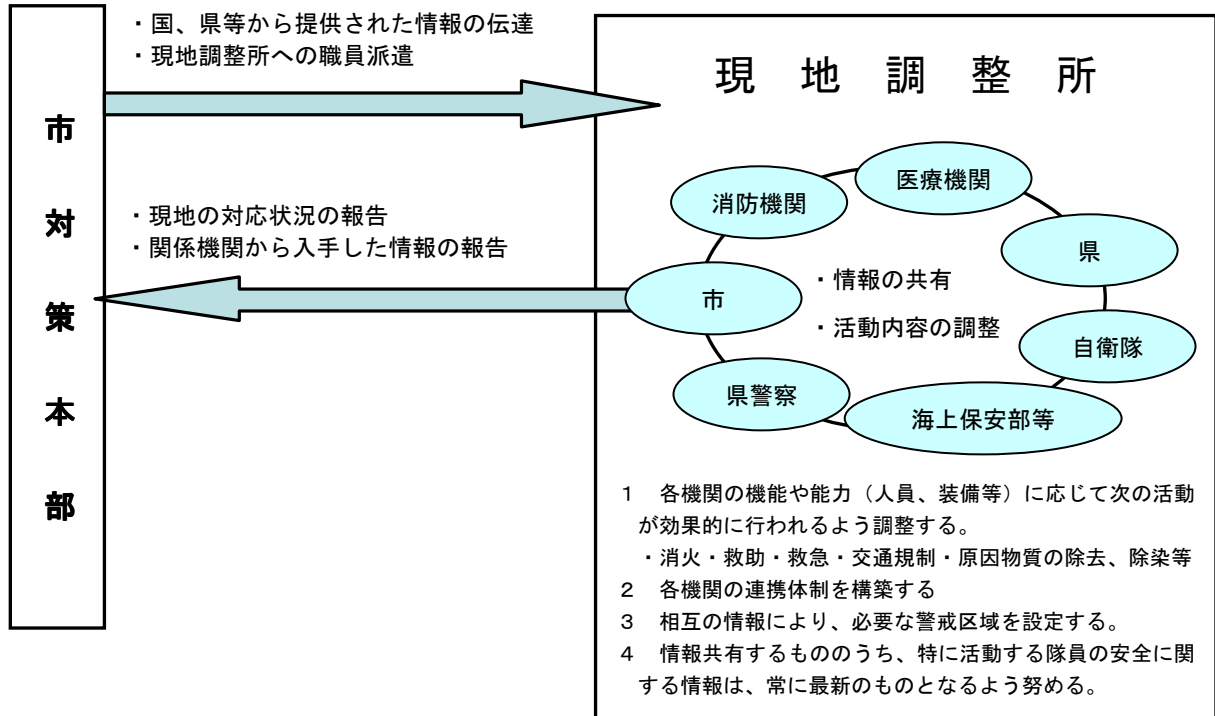 市対策本部
・国、県等から提供された情報の伝達
・現地調整所への職員派遣
・現地の対応状況の報告
・関係機関から入手した情報の報告
現地調整所
医療機関
消防機関
県
市
・情報の共有
・活動内容の調整
自衛隊
県警察
海上保安部等
1 各機関の機能や能力（人員、装備等）に応じて次の活動
が効果的に行われるよう調整する。
・消火・救助・救急・交通規制・原因物質の除去、除染等
2 各機関の連携体制を構築する
3 相互の情報により、必要な警戒区域を設定する。
4 情報共有するもののうち、特に活動する隊員の安全に関
する情報は、常に最新のものとなるよう努める。